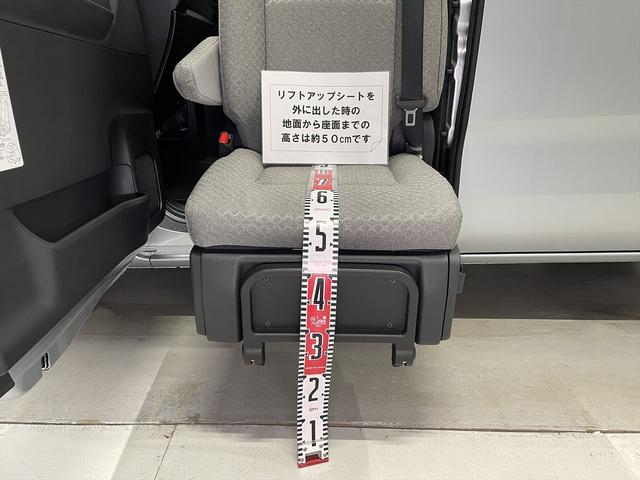 リフトアップシートを
外に出した時の
地面から座面までの
高さは約50cmです
7
6
5
4
3
2
2m
1